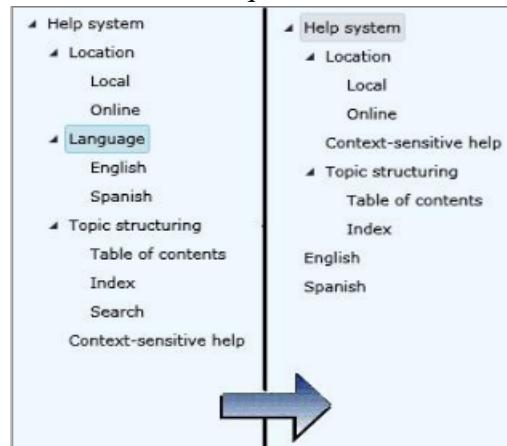 Help system
Location
Local
Online
Language
English
Spanish
Topic structuring
Table of contents
Index
Search
Context-sensitive help
Help system
Location
Local
Online
Context-sensitive help
Topic structuring
Table of contents
Index
English
Spanish